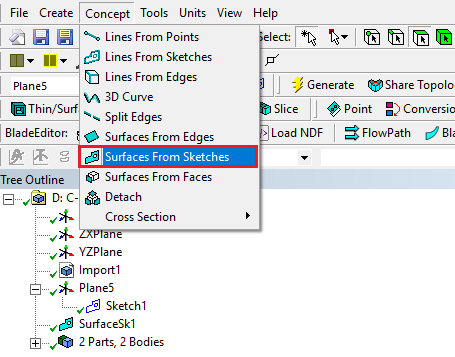 File Create Concept Tools Units View Help
Lines From Points
Select:
Lines From Sketches
Lines From Edges
Plane5
3D Curve
Generate Share Topolo
Split Edges
Thin/Surf
Slice Point Conversion
Surfaces From Edges
BladeEditor:
Load NDF FlowPath Bla
Surfaces From Sketches
Surfaces From Faces
Tree Outline
Detach
D: C-
Cross Section
ZXPlane
YZPlane
Import1
Plane5
Sketch1
SurfaceSk1
2 Parts, 2 Bodies